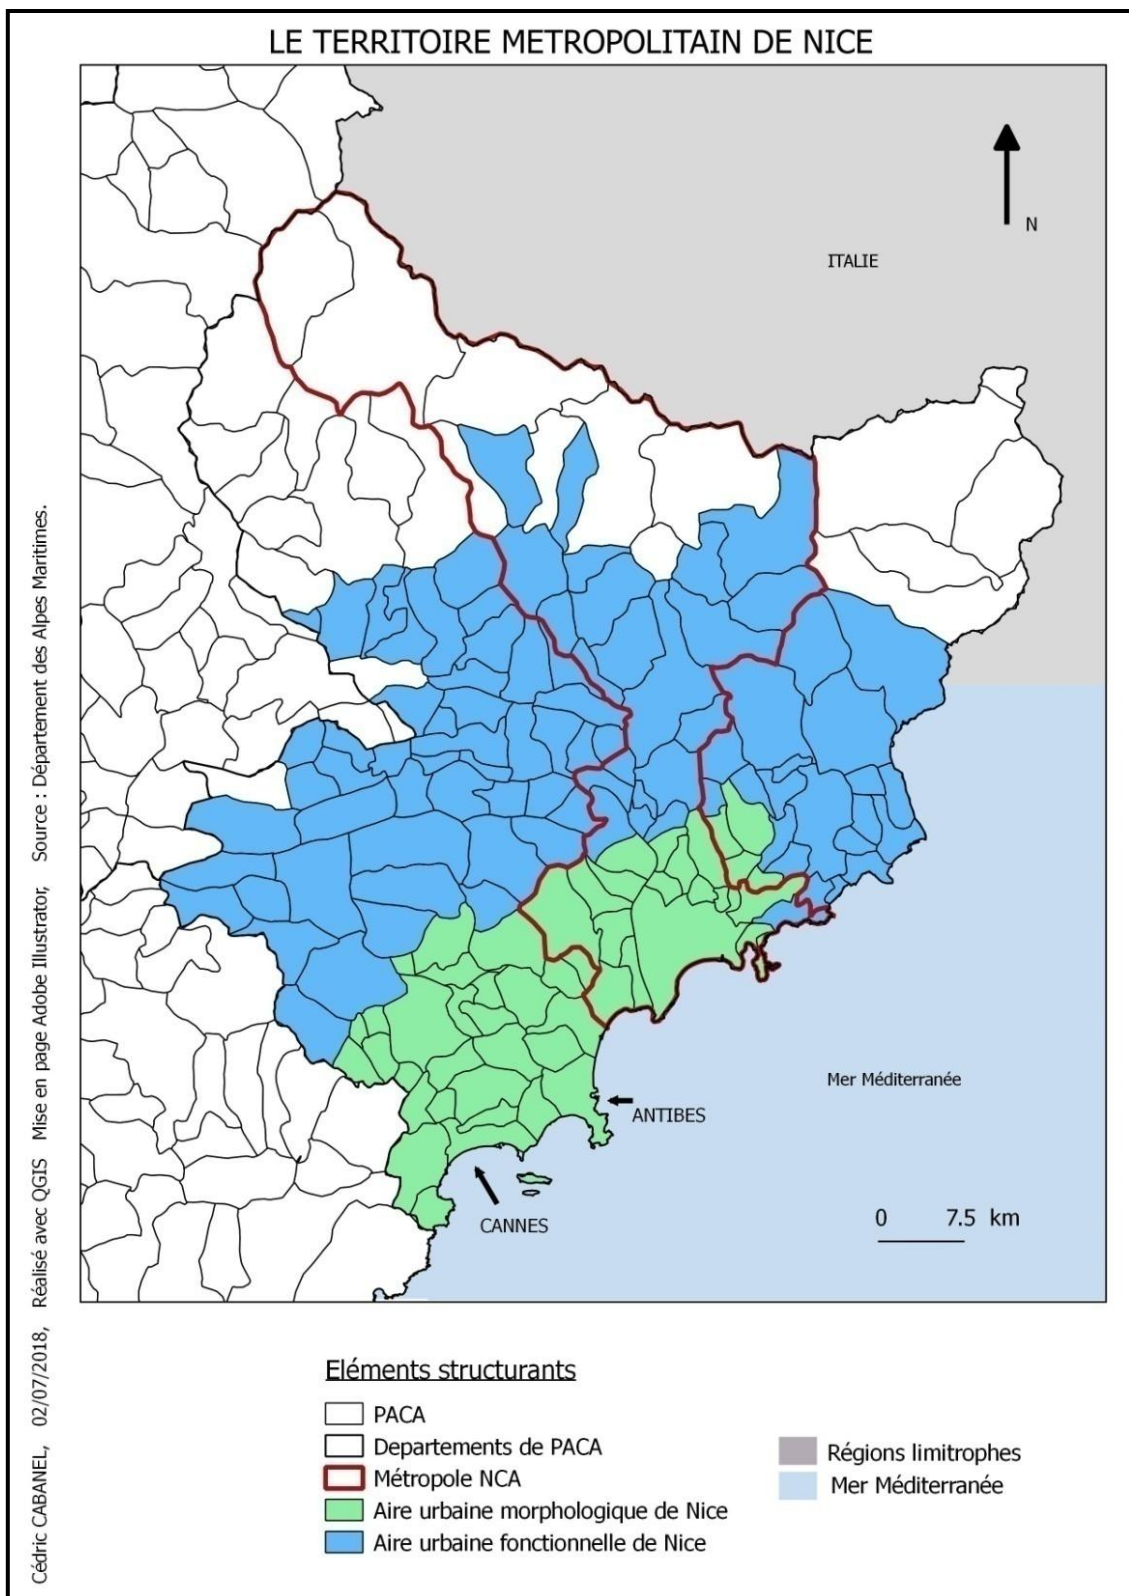 LE TERRITOIRE METROPOLITAIN DE NICE
N
ITALIE
Mer Méditerranée
ANTIBES
CANNES
0 7.5 km
Cédric CABANEL, 02/07/2018, Réalisé avec QGIS Mise en page Adobe Illustrator, Source : Département des Alpes Maritimes.
Eléments structurants
PACA
Departements de PACA
Métropole NCA
Aire urbaine morphologique de Nice
Aire urbaine fonctionnelle de Nice
Régions limitrophes
Mer Méditerranée